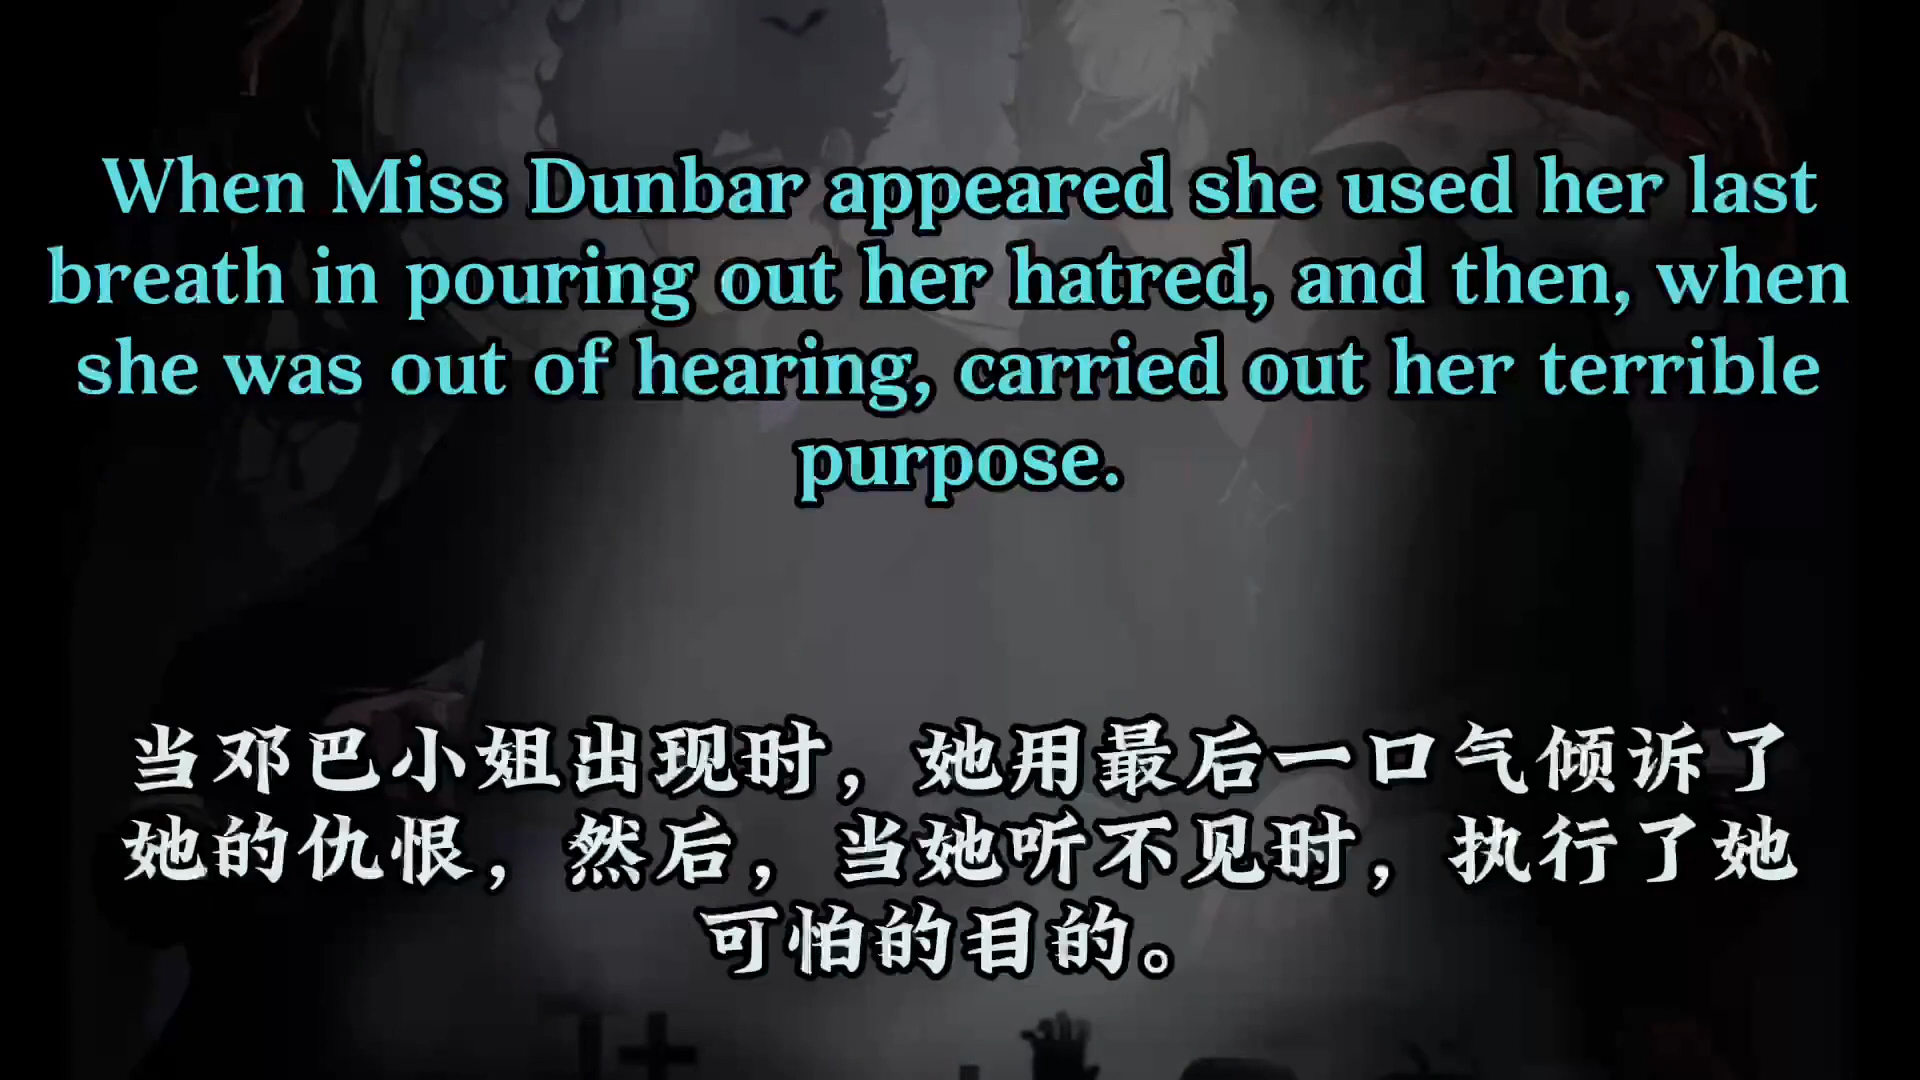 When Miss Dunbar appeared she used her last
breath in pouring out her hatred, and then, when
she was out of hearing, carried out her terrible
purpose.
当邓巴小姐出现时，她用最后一口气倾诉了
她的仇恨，然后，当她听不见时，执行了她
可怕的目的。